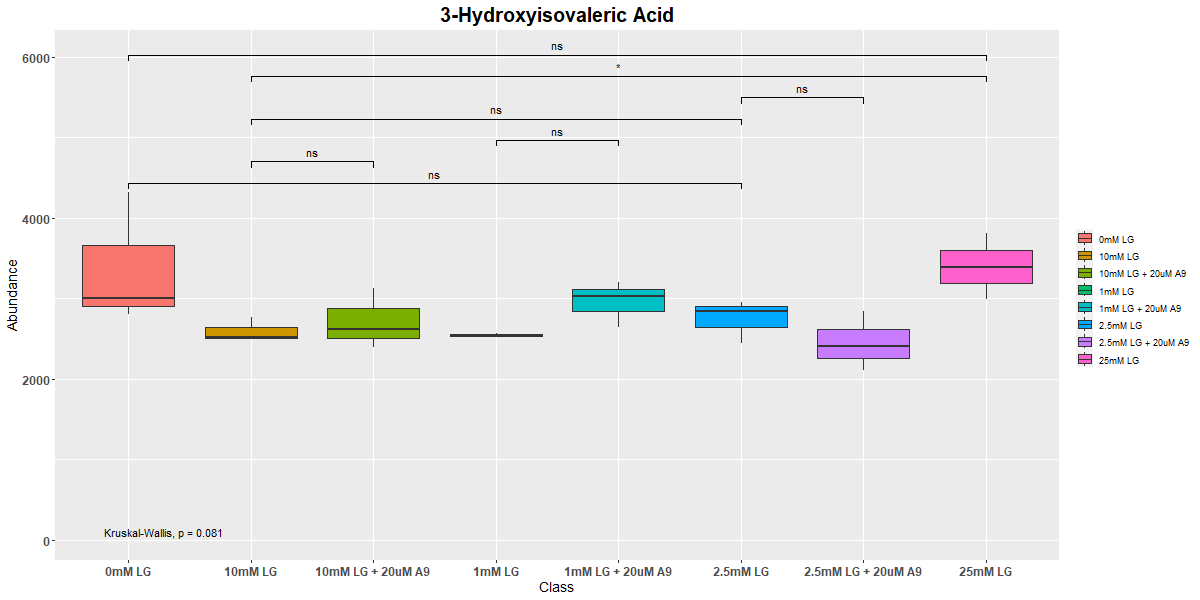 3-Hydroxyisovaleric Acid
ns
*
ns
ns
ns
ns
ns
6000
4000
2000
0
Abundance
Kruskal-Wallis, p = 0.081
0mM LG
10mM LG
10mM LG + 20uM A9
1mM LG
1mM LG + 20uM A9
2.5mM LG
2.5mM LG + 20uM A9
25mM LG
Class
0mM LG
10mM LG
10mM LG + 20uM A9
1mM LG
1mM LG + 20uM A9
2.5mM LG
2.5mM LG + 20uM A9
25mM LG